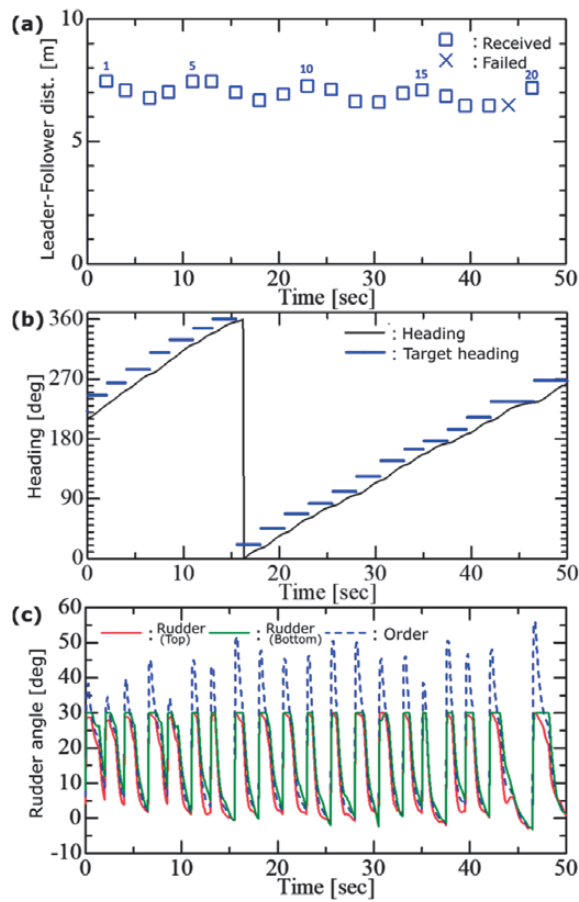 (a)
Leader-Follower dist. [m]
10
5
0
1
5
10
15
20
: Received
: Failed
0 10 20 30 40 50
Time [sec]
(b)
Heading [deg]
360
270
180
90
0
: Heading
: Target heading
0 10 20 30 40 50
Time [sec]
(c)
Rudder angle [deg]
60
50
40
30
20
10
0
-10
: Rudder (Top)
: Rudder (Bottom)
: Order
0 10 20 30 40 50
Time [sec]